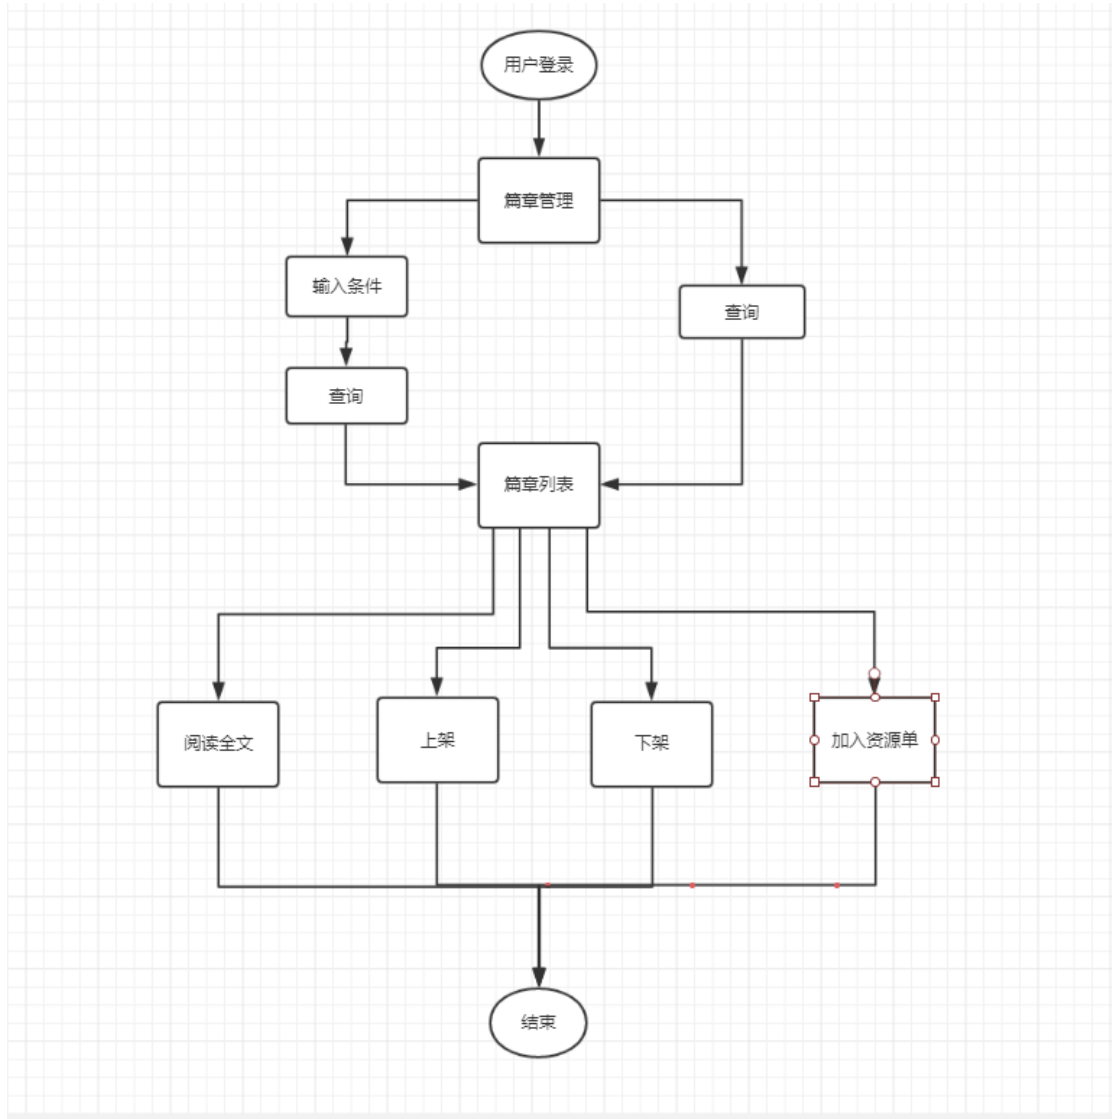 用户登录
篇章管理
输入条件
查询
查询
篇章列表
阅读全文
上架
下架
加入资源单
结束